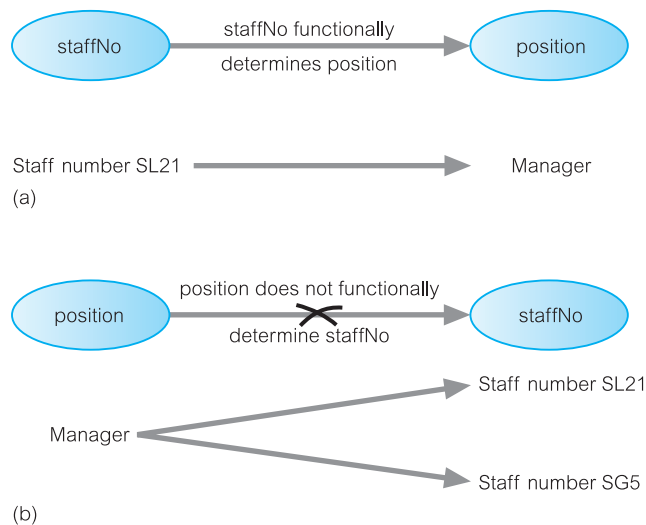 staffNo
staffNo functionally
determines position
position
Staff number SL21
Manager
(a)
position
position does not functionally
determine staffNo
staffNo
Manager
Staff number SL21
Staff number SG5
(b)